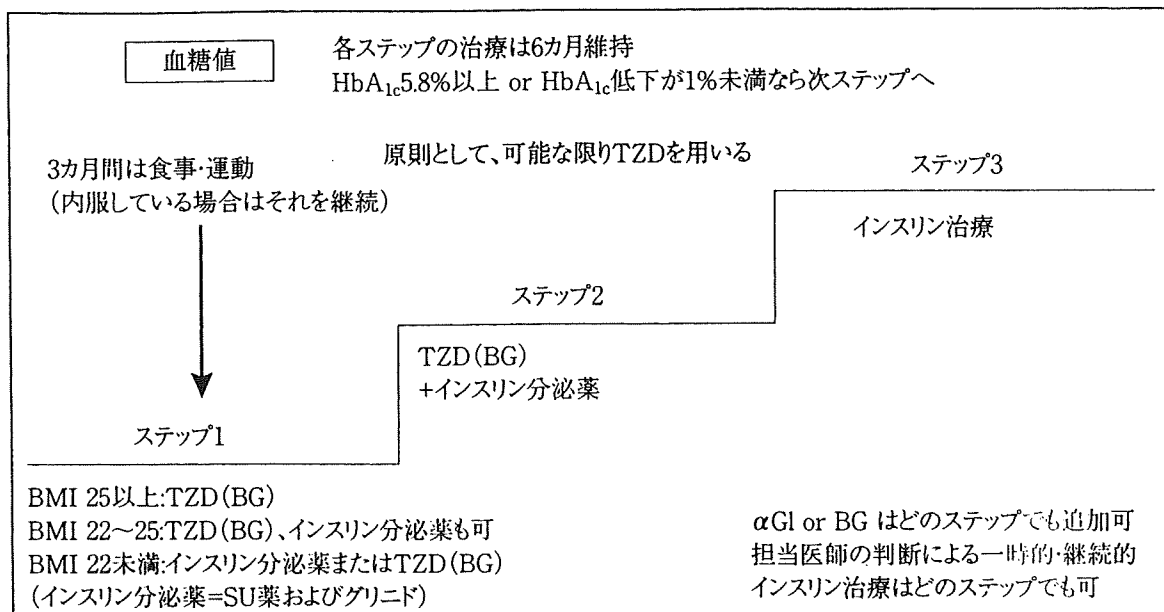 血糖値
各ステップの治療は6カ月維持
HbA1c5.8%以上 or HbA1c低下が1%未満なら次ステップへ
3カ月間は食事・運動
(内服している場合はそれを継続)
原則として、可能な限りTZDを用いる
ステップ3
インスリン治療
ステップ2
TZD(BG)
+インスリン分泌薬
ステップ1
BMI 25以上:TZD(BG)
BMI 22~25:TZD(BG)、インスリン分泌薬も可
BMI 22未満:インスリン分泌薬またはTZD(BG)
(インスリン分泌薬=SU薬およびグリニド)
αGl or BG はどのステップでも追加可
担当医師の判断による一時的・継続的
インスリン治療はどのステップでも可